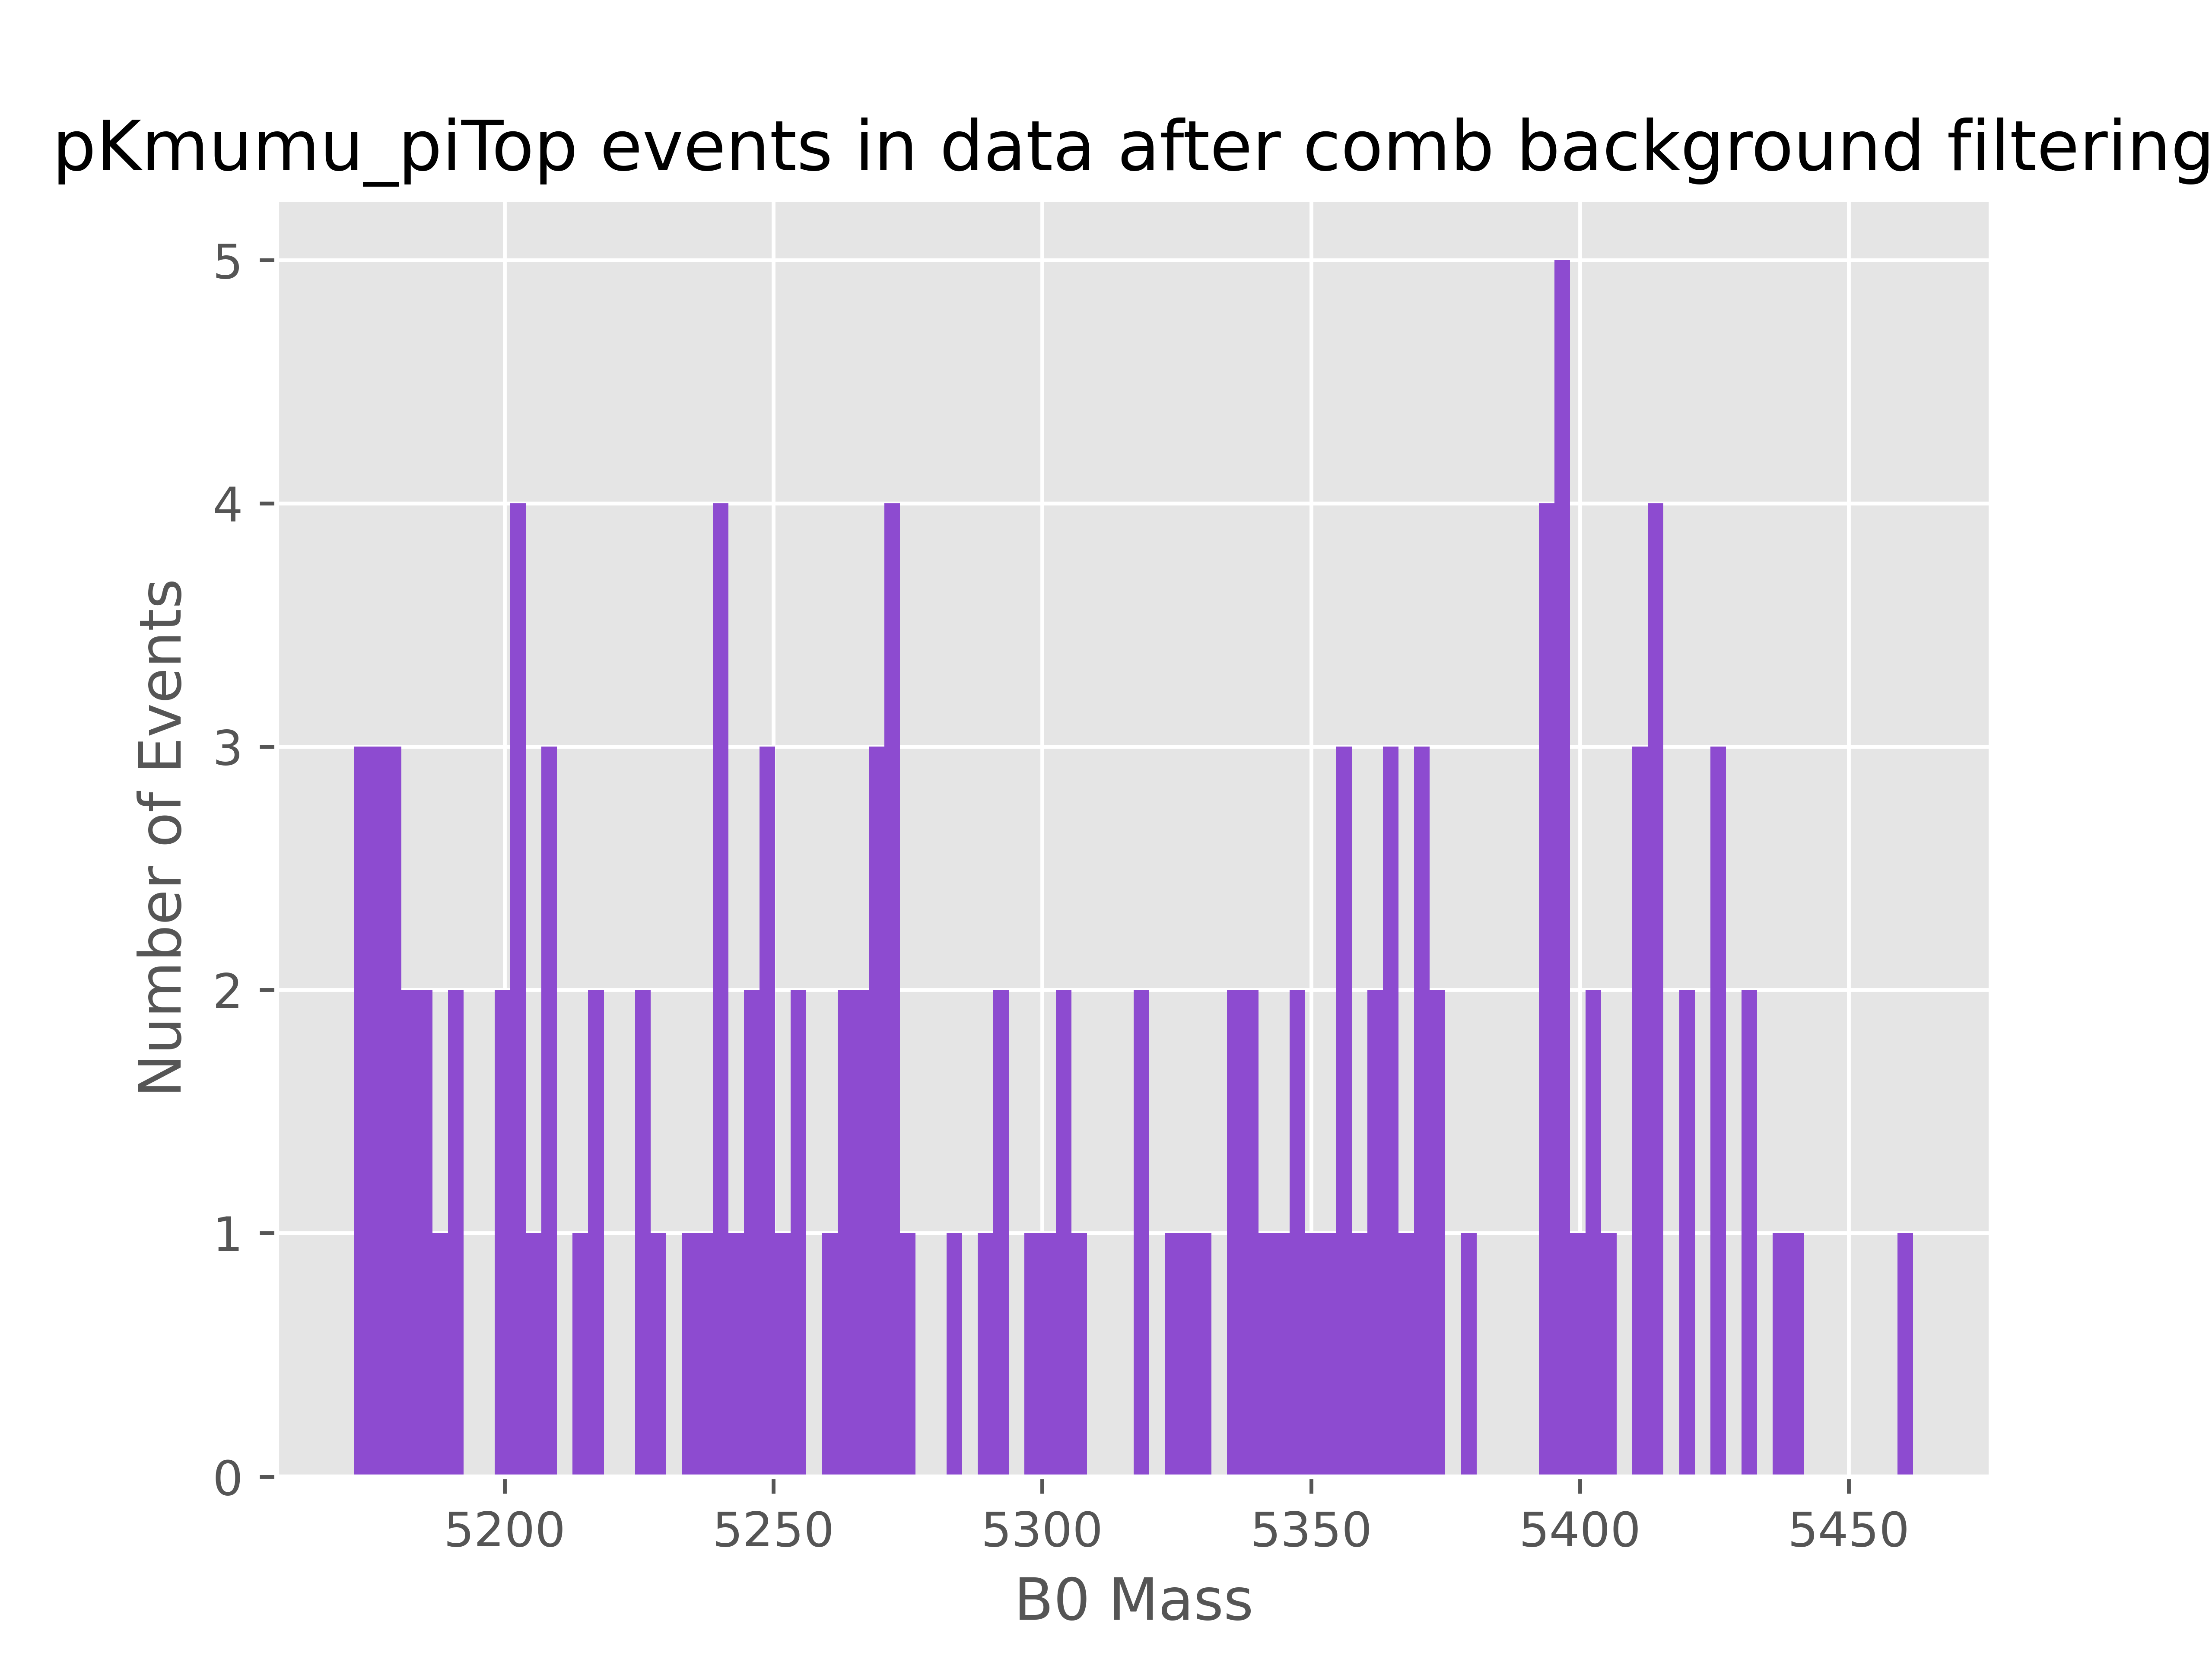 pKmumu_piTop events in data after comb background filtering
5
4
3
2
1
0
Number of Events
5200 5250 5300 5350 5400 5450
B0 Mass